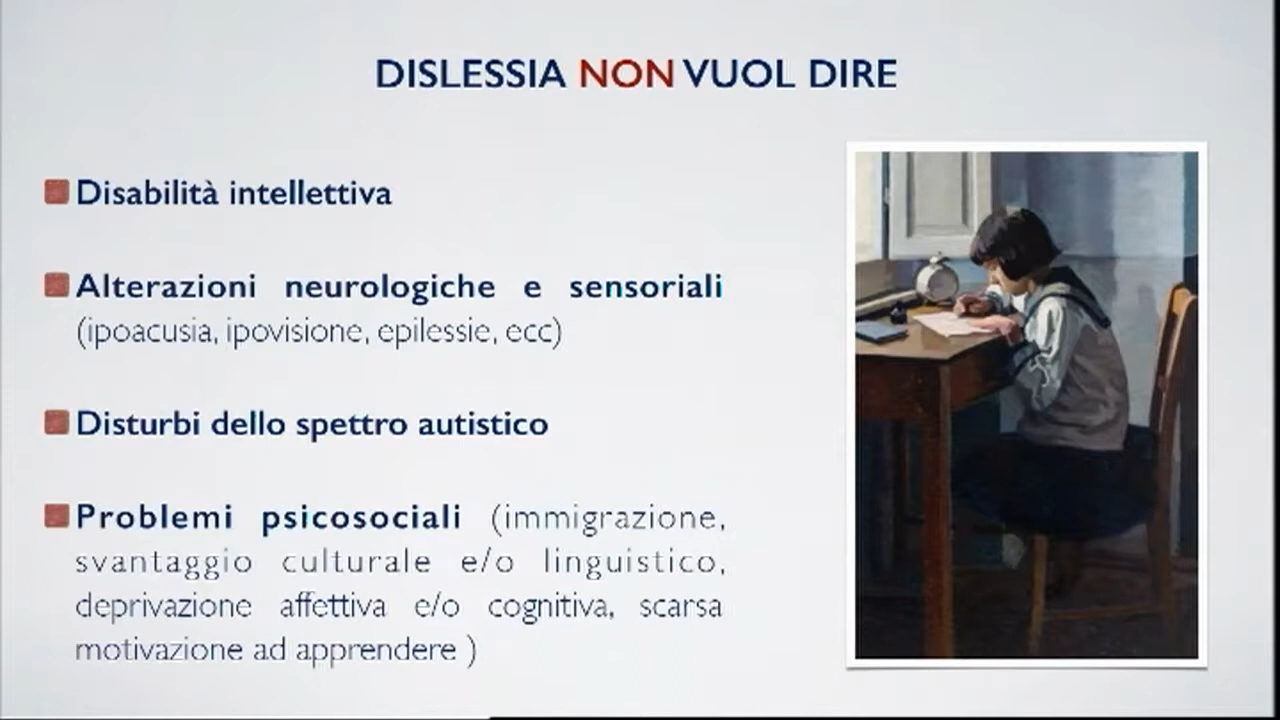 DISLESSIA NON VUOL DIRE
Disabilità intellettiva
Alterazioni neurologiche e sensoriali
(ipoacusia, ipovisione, epilessie, ecc)
Disturbi dello spettro autistico
Problemi psicosociali (immigrazione,
svantaggio culturale e/o linguistico,
deprivazione affettiva e/o cognitiva, scarsa
motivazione ad apprendere )